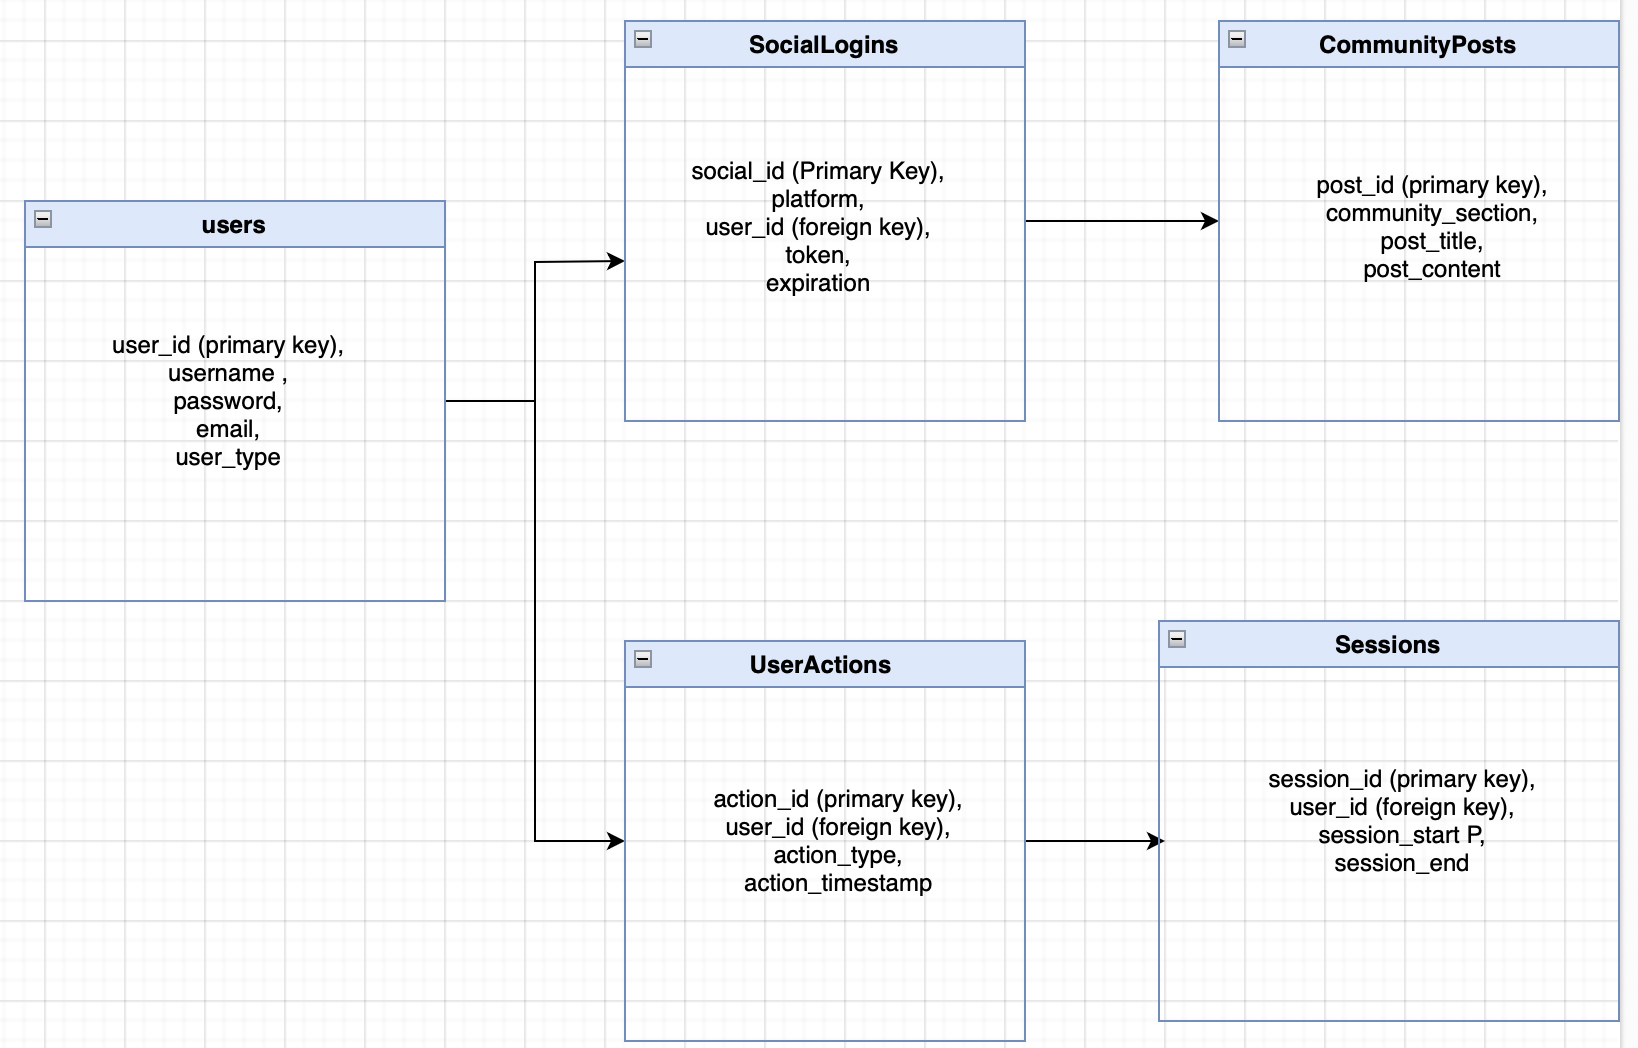 users
user_id (primary key),
username ,
password,
email,
user_type
SocialLogins
social_id (Primary Key),
platform,
user_id (foreign key),
token,
expiration
CommunityPosts
post_id (primary key),
community_section,
post_title,
post_content
UserActions
action_id (primary key),
user_id (foreign key),
action_type,
action_timestamp
Sessions
session_id (primary key),
user_id (foreign key),
session_start P,
session_end